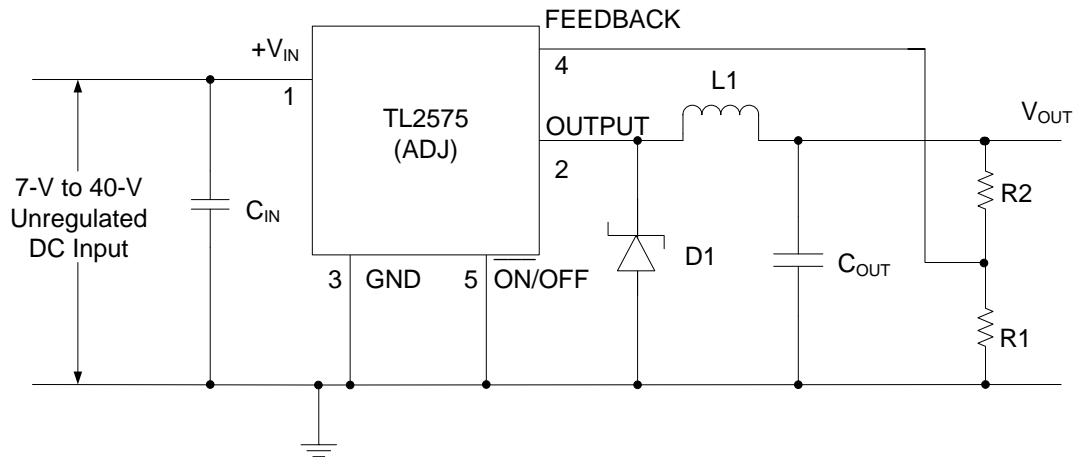 FEEDBACK
+VIN
4
1
L1
TL2575
(ADJ)
OUTPUT
VOUT
2
7-V to 40-V
Unregulated
DC Input
CIN
R2
D1
COUT
3
GND
5
ON/OFF
R1